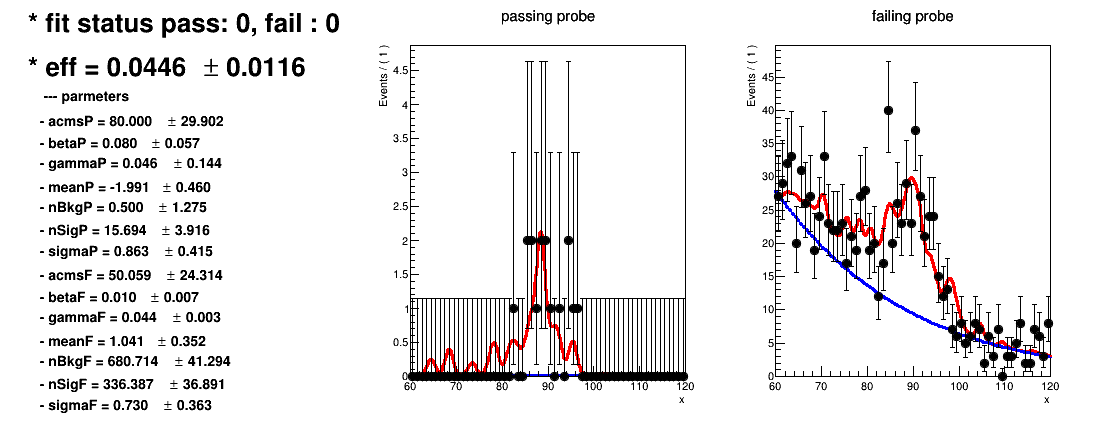 * fit status pass: 0, fail : 0
* eff = 0.0446 ± 0.0116
--- parmeters
- acmsP = 80.000 ± 29.902
- betaP = 0.080 ± 0.057
- gammaP = 0.046 ± 0.144
- meanP = -1.991 ± 0.460
- nBkgP = 0.500 ± 1.275
- nSigP = 15.694 ± 3.916
- sigmaP = 0.863 ± 0.415
- acmsF = 50.059 ± 24.314
- betaF = 0.010 ± 0.007
- gammaF = 0.044 ± 0.003
- meanF = 1.041 ± 0.352
- nBkgF = 680.714 ± 41.294
- nSigF = 336.387 ± 36.891
- sigmaF = 0.730 ± 0.363
passing probe
Events / ( 1 )
4.5
4
3.5
3
2.5
2
1.5
1
0.5
0
60 70 80 90 100 110 120
x
failing probe
Events / ( 1 )
45
40
35
30
25
20
15
10
5
0
60 70 80 90 100 110 120
x